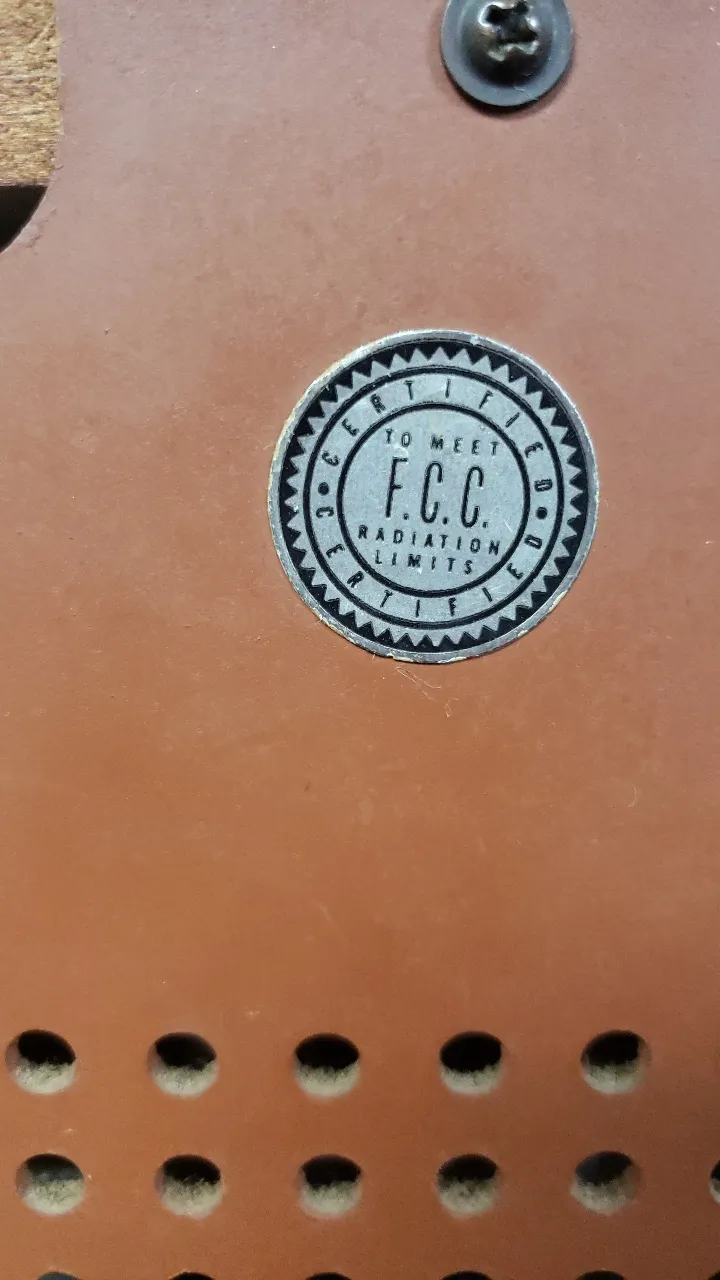 CERTIFIED
TO MEET
F.C.C.
RADIATION
LIMITS
CERTIFIED